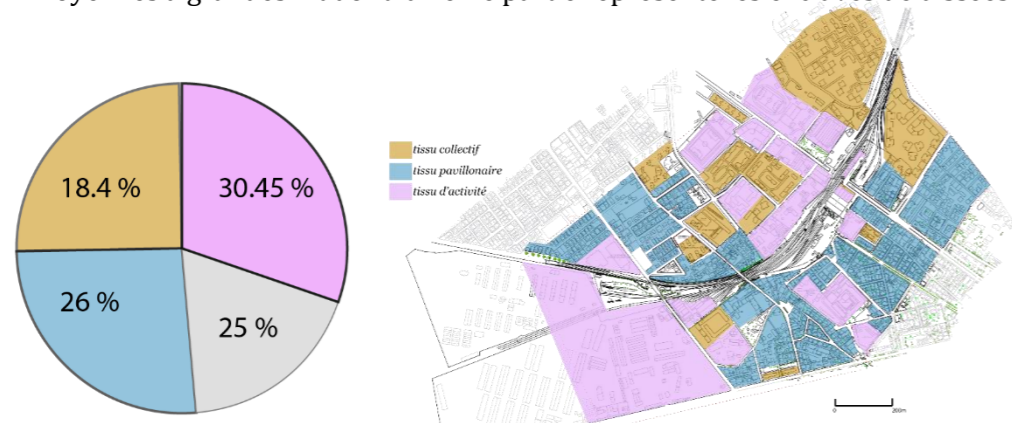 18.4 %
30.45 %
26 %
25 %
tissu collectif
tissu pavillonaire
tissu d'activité
0 200m